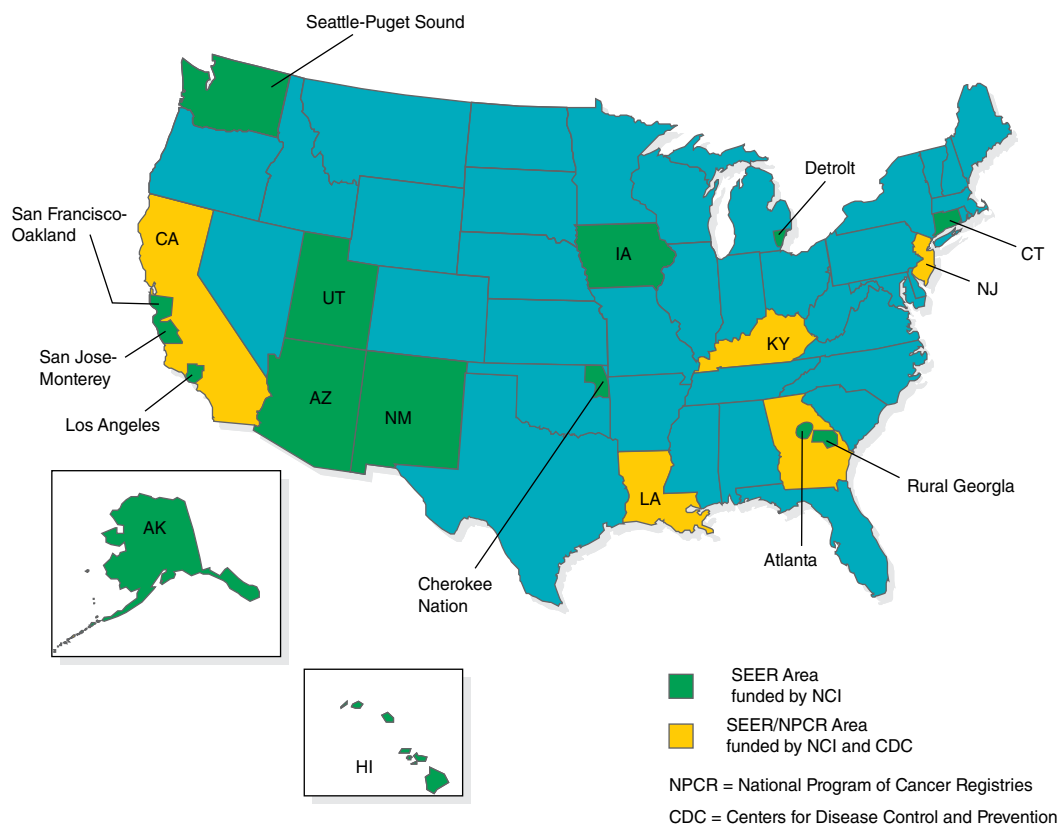 Seattle-Puget Sound
Detrolt
San Francisco-
Oakland
CA
IA
CT
UT
NJ
San Jose-
Monterey
KY
AZ
NM
Los Angeles
Rural Georgla
LA
AK
Atlanta
Cherokee
Nation
SEER Area
funded by NCI
SEER/NPCR Area
funded by NCI and CDC
HI
NPCR = National Program of Cancer Registries
CDC = Centers for Disease Control and Prevention